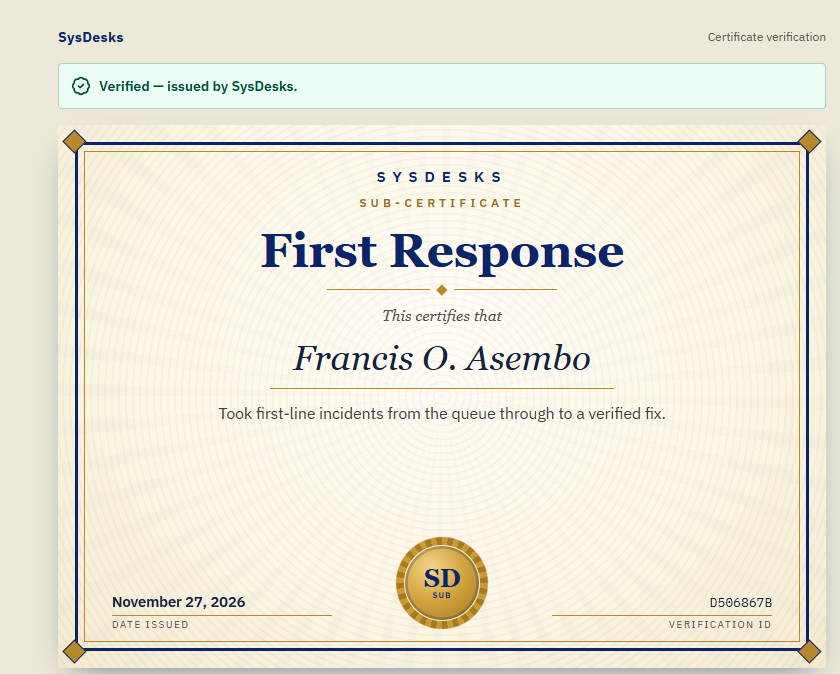 SysDesks
Certificate verification
Verified — issued by SysDesks.
SYSDESKS
SUB-CERTIFICATE
First Response
This certifies that
Francis O. Asembo
Took first-line incidents from the queue through to a verified fix.
SD
SUB
November 27, 2026
DATE ISSUED
D506867B
VERIFICATION ID